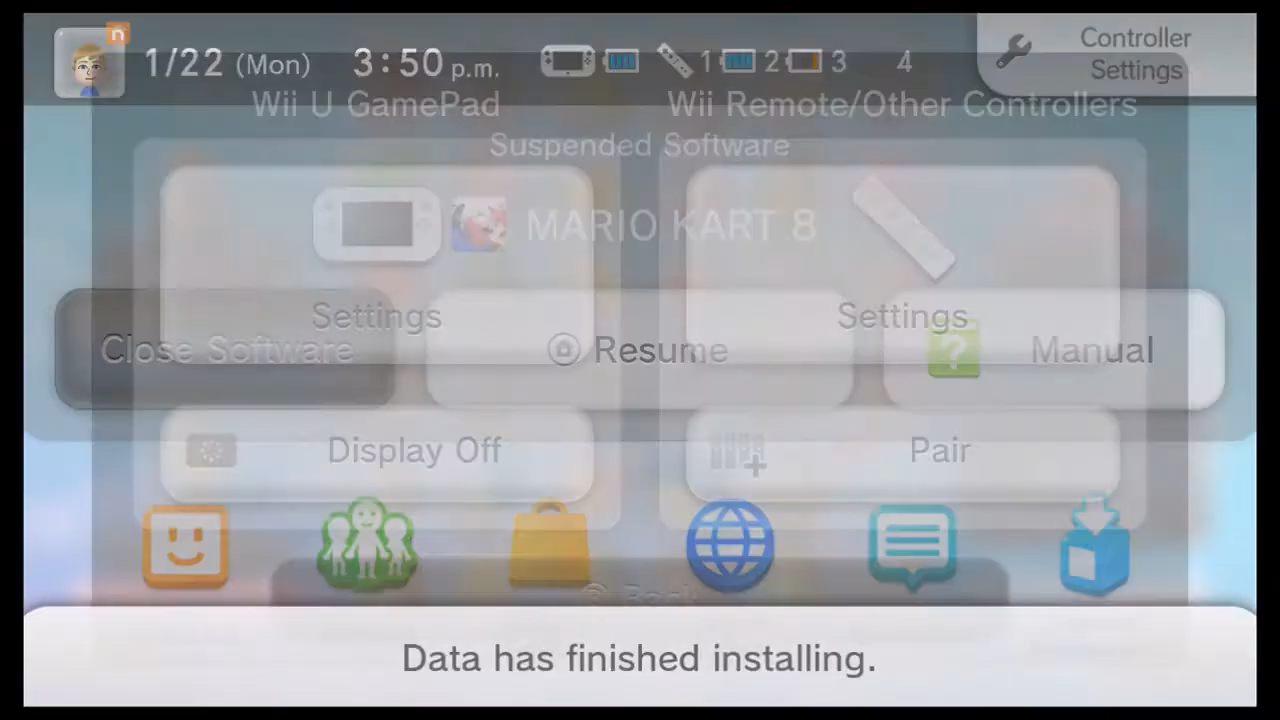 n
1/22 (Mon) 3:50 p.m. 1 2 3 4
Controller
Settings
Wii U GamePad Wii Remote/Other Controllers
Suspended Software
MARIO KART 8
Settings Settings
Close Software Resume ? Manual
Display Off Pair
Back
Data has finished installing.